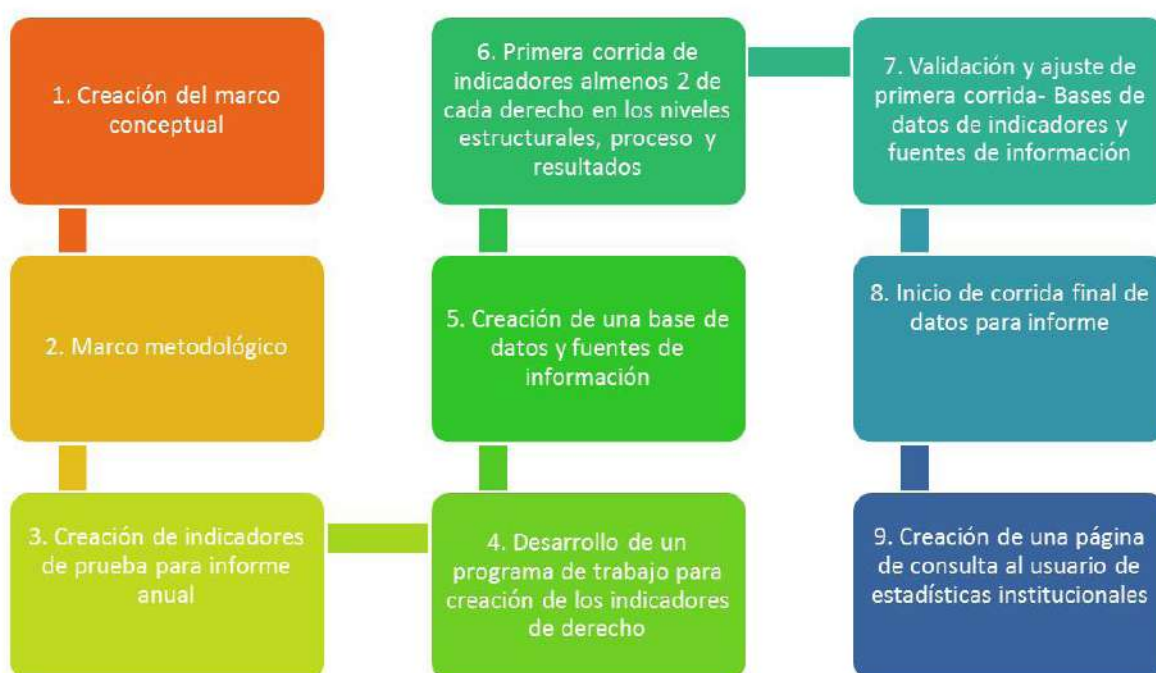 1. Creación del marco
conceptual
2. Marco metodológico
3. Creación de indicadores
de prueba para informe
anual
4. Desarrollo de un
programa de trabajo para
creación de los indicadores
de derecho
5. Creación de una base de
datos y fuentes de
información
6. Primera corrida de
indicadores almenos 2 de
cada derecho en los niveles
estructurales, proceso y
resultados
7. Validación y ajuste de
primera corrida- Bases de
datos de indicadores y
fuentes de información
8. Inicio de corrida final de
datos para informe
9. Creación de una página
de consulta al usuario de
estadísticas institucionales